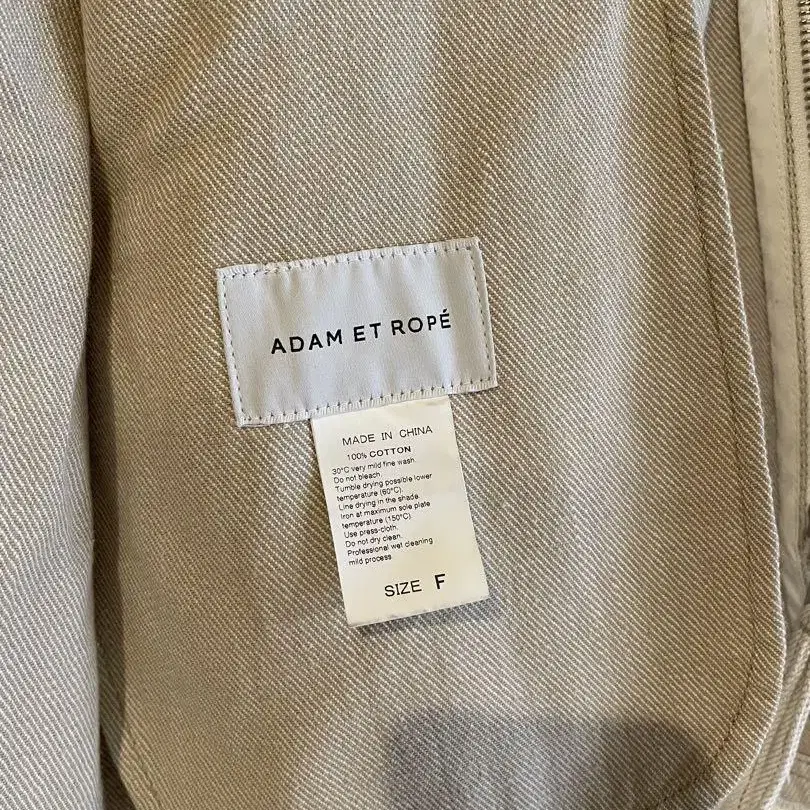 ADAM ET ROPÉ
MADE IN CHINA
100% COTTON
30°C very mild fine wash.
Do not bleach.
Tumble drying possible lower
temperature (60°C).
Line drying in the shade.
Iron at maximum sole plate
temperature (150°C).
Use press-cloth.
Do not dry clean.
Professional wet cleaning
mild process
SIZE F